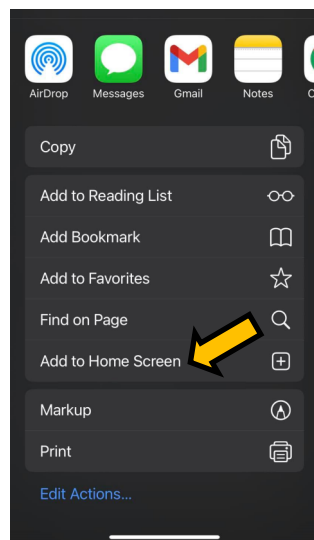 AirDrop Messages Gmail Notes
Copy
Add to Reading List
Add Bookmark
Add to Favorites
Find on Page
Add to Home Screen
Markup
Print
Edit Actions...